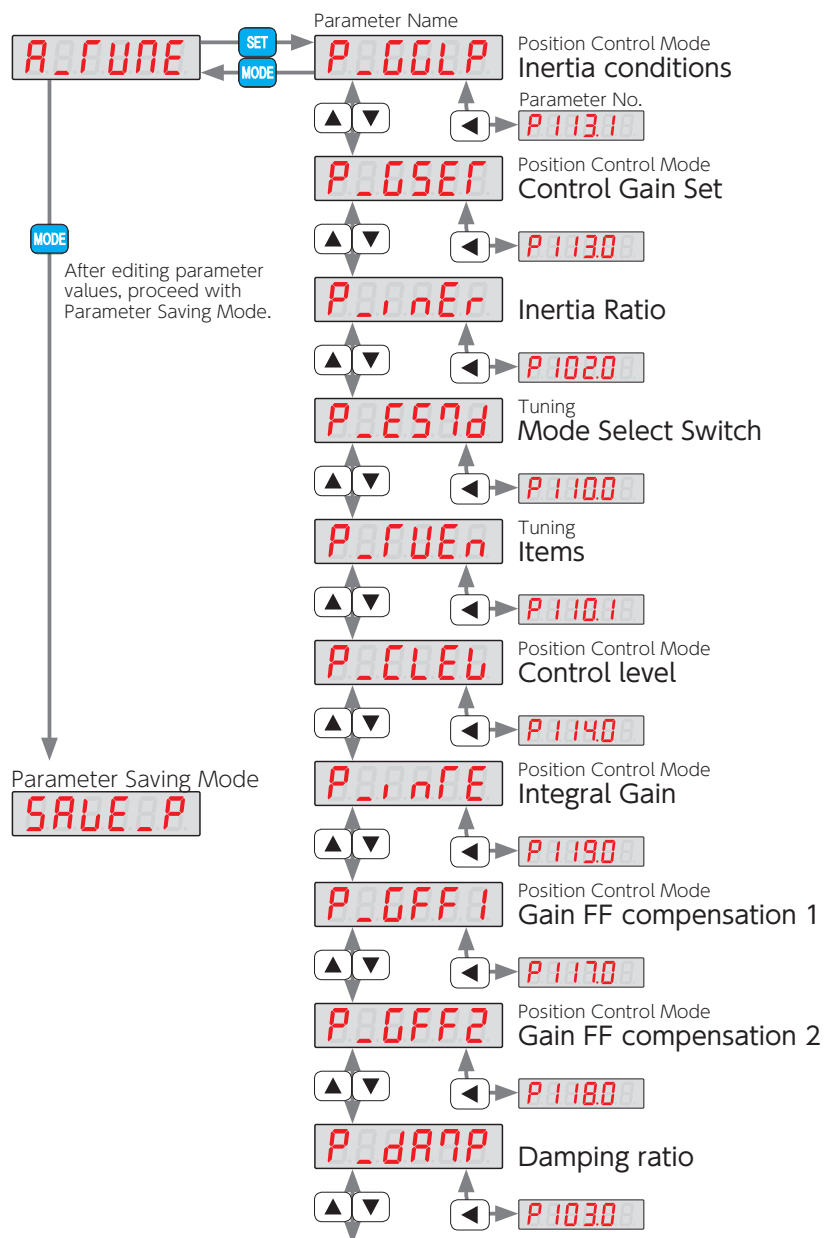 Parameter Name
A_TUNE
SET
MODE
P_GGLP
Position Control Mode
Inertia conditions
Parameter No.
P113.1
P_GSET
Position Control Mode
Control Gain Set
P113.0
MODE
After editing parameter
values, proceed with
Parameter Saving Mode.
P_inEr
Inertia Ratio
P102.0
P_ESMd
Tuning
Mode Select Switch
P110.0
P_TUEn
Tuning
Items
P110.1
P_CLEV
Position Control Mode
Control level
P114.0
Parameter Saving Mode
SAVE_P
P_inTE
Position Control Mode
Integral Gain
P119.0
P_GFF1
Position Control Mode
Gain FF compensation 1
P117.0
P_GFF2
Position Control Mode
Gain FF compensation 2
P118.0
P_dAMP
Damping ratio
P103.0